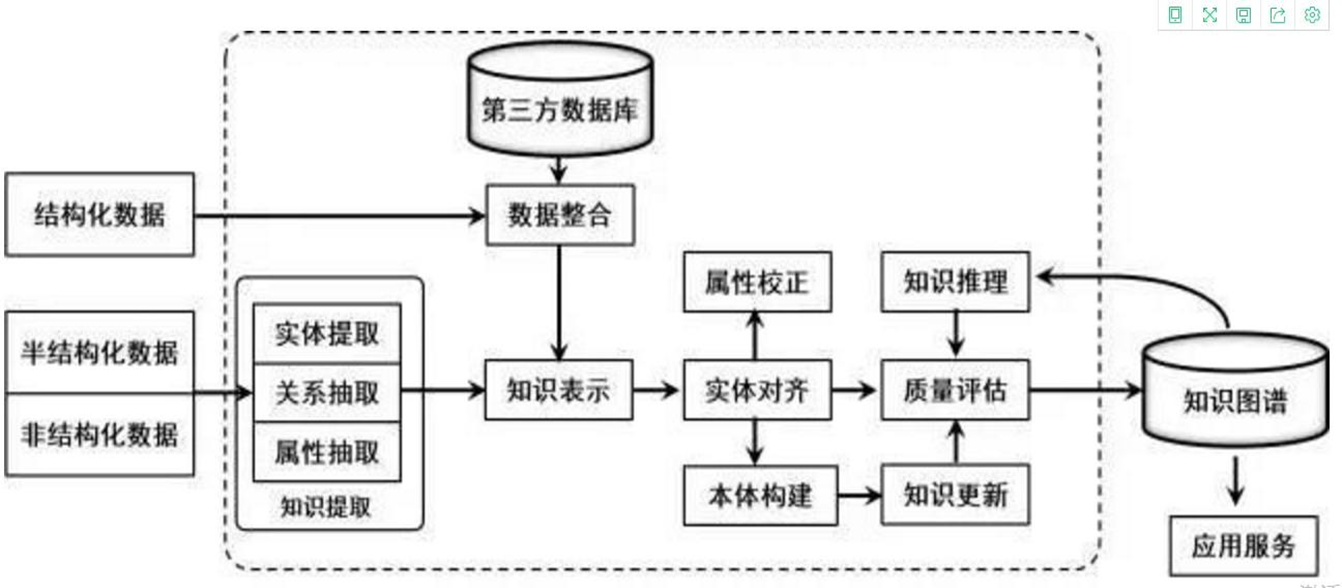 第三方数据库
结构化数据
数据整合
属性校正
知识推理
半结构化数据
非结构化数据
实体提取
关系抽取
属性抽取
知识提取
知识表示
实体对齐
质量评估
知识图谱
本体构建
知识更新
应用服务